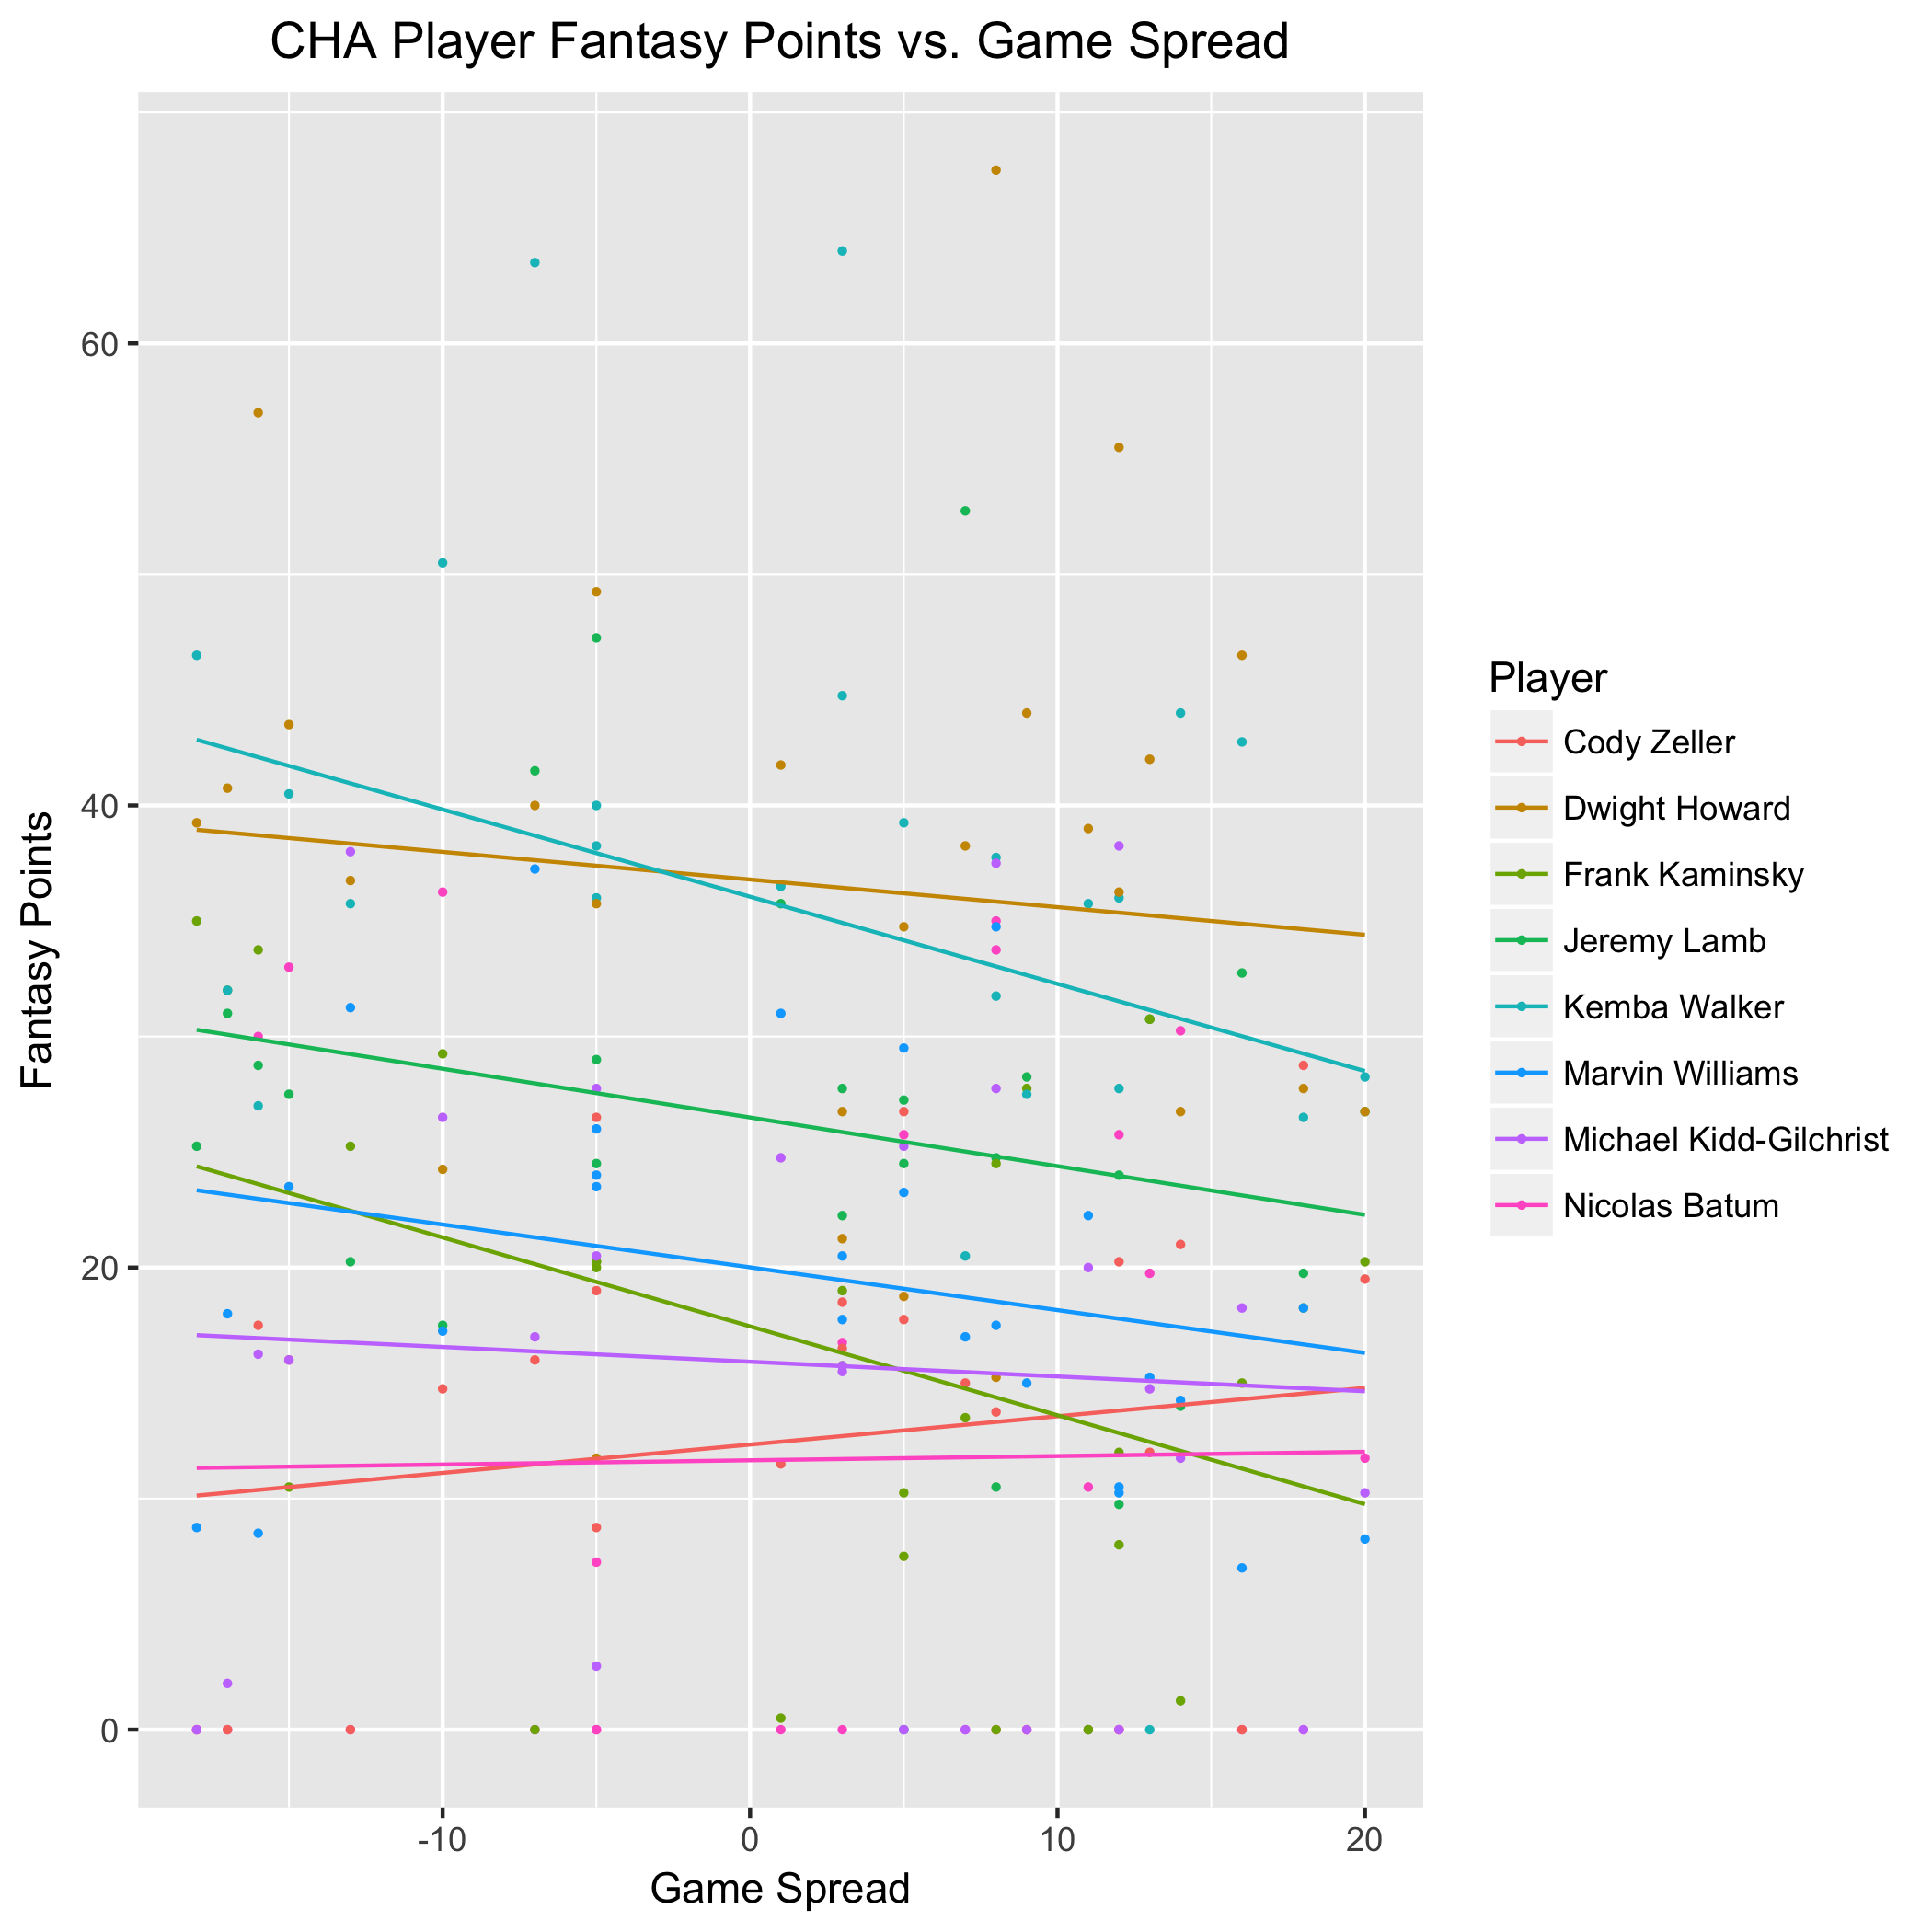 CHA Player Fantasy Points vs. Game Spread
60
40
20
0
Fantasy Points
-10
0
10
20
Game Spread
Player
Cody Zeller
Dwight Howard
Frank Kaminsky
Jeremy Lamb
Kemba Walker
Marvin Williams
Michael Kidd-Gilchrist
Nicolas Batum